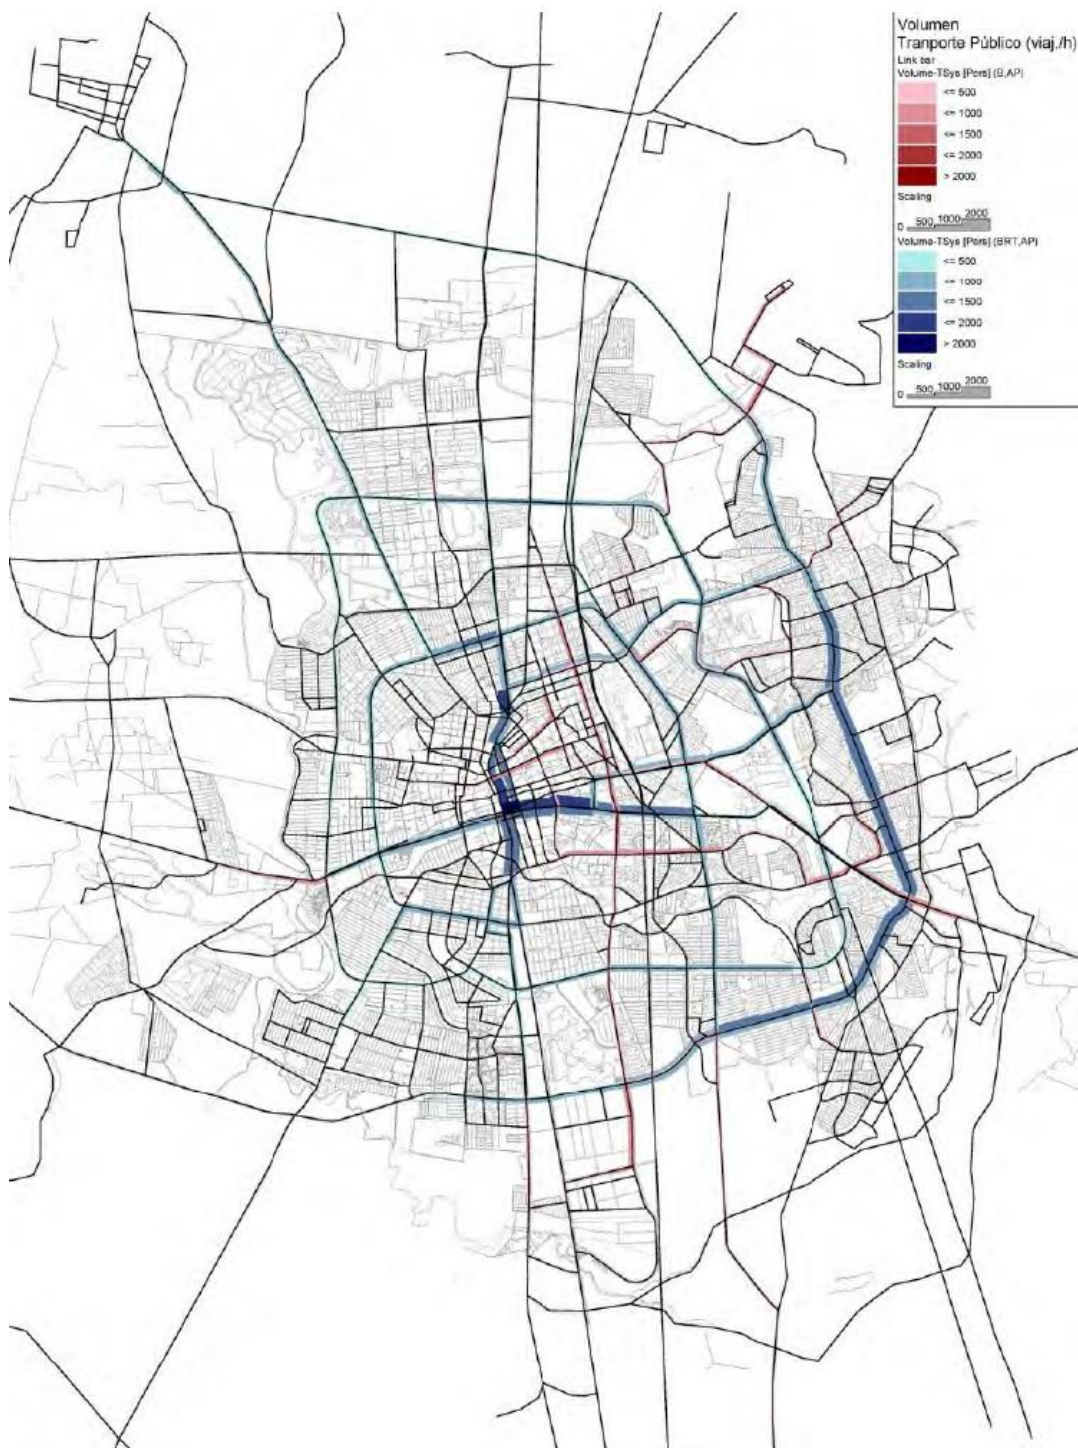 Volumen
Tranporte Público (viaj./h)
Link bar
Volume-TSys [Pers] (B,AP)
<= 500
<= 1000
<= 1500
<= 2000
> 2000
Scaling
0 500 1000 2000
Volume-TSys [Pers] (BRT,AP)
<= 500
<= 1000
<= 1500
<= 2000
> 2000
Scaling
0 500 1000 2000